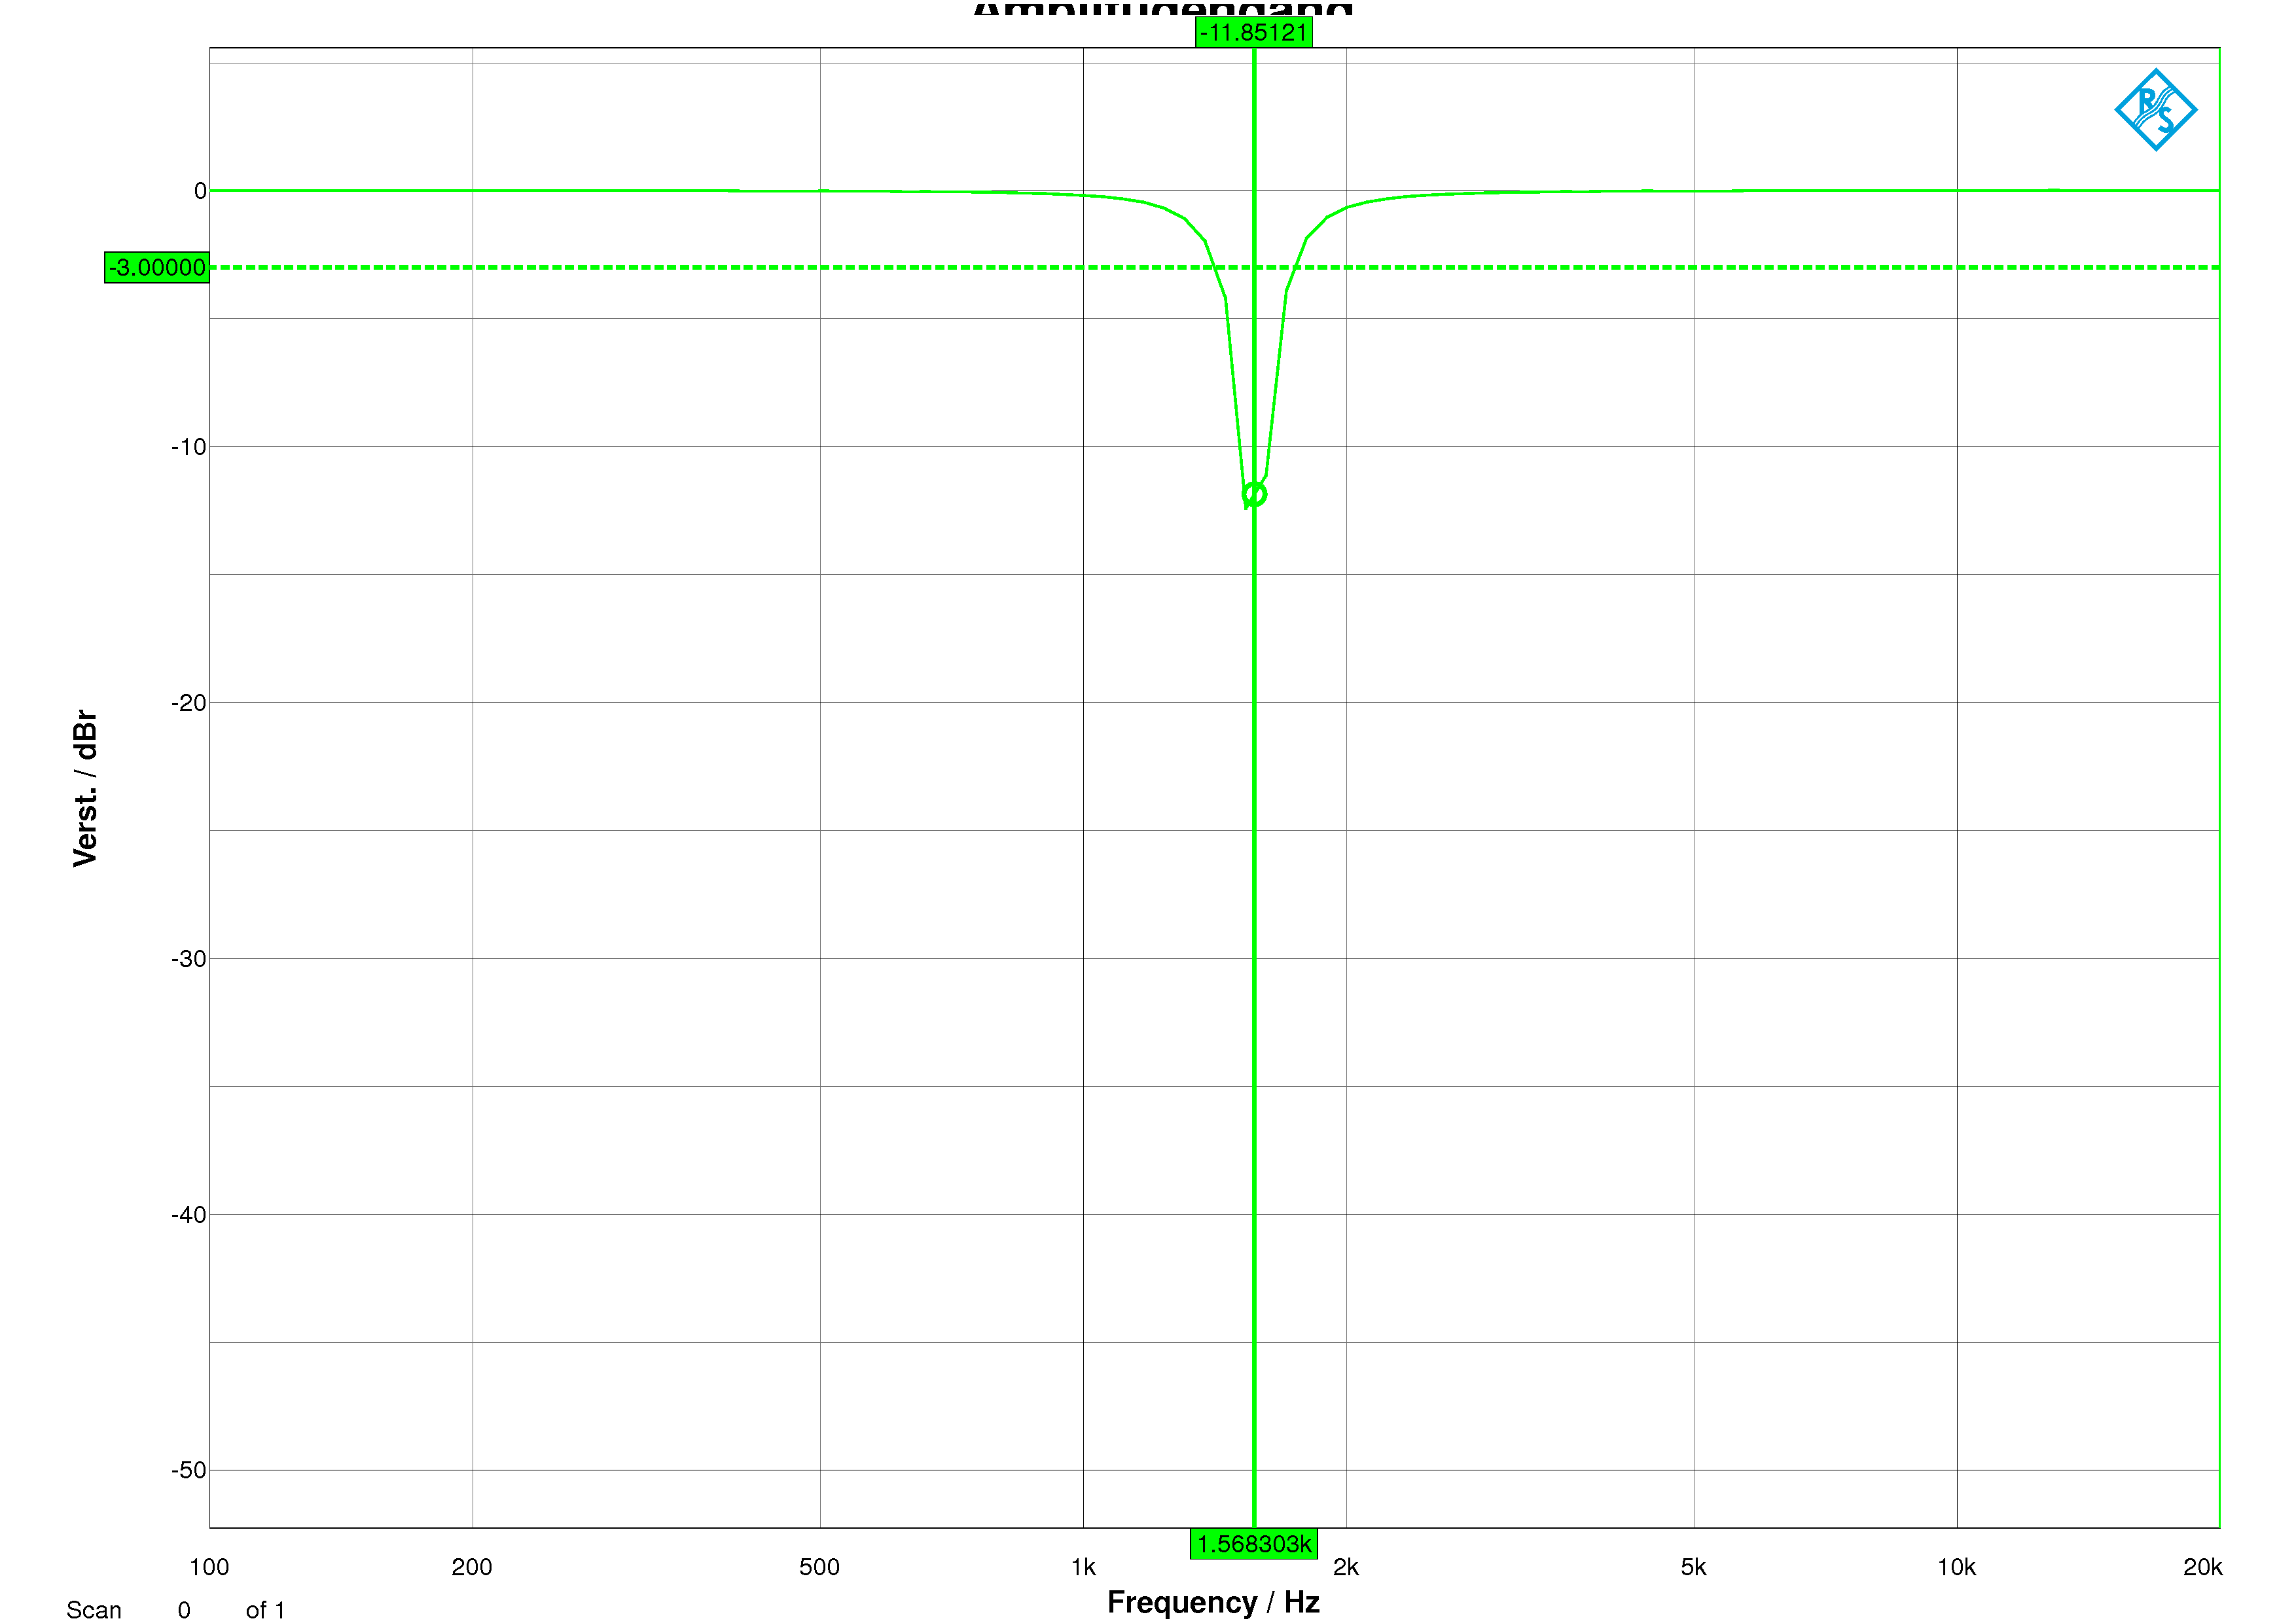 -11.85121
RS
0
-3.00000
-10
-20
-30
-40
-50
Verst. / dBr
1.568303k
100 200 500 1k 2k 5k 10k 20k
Frequency / Hz
Scan 0 of 1